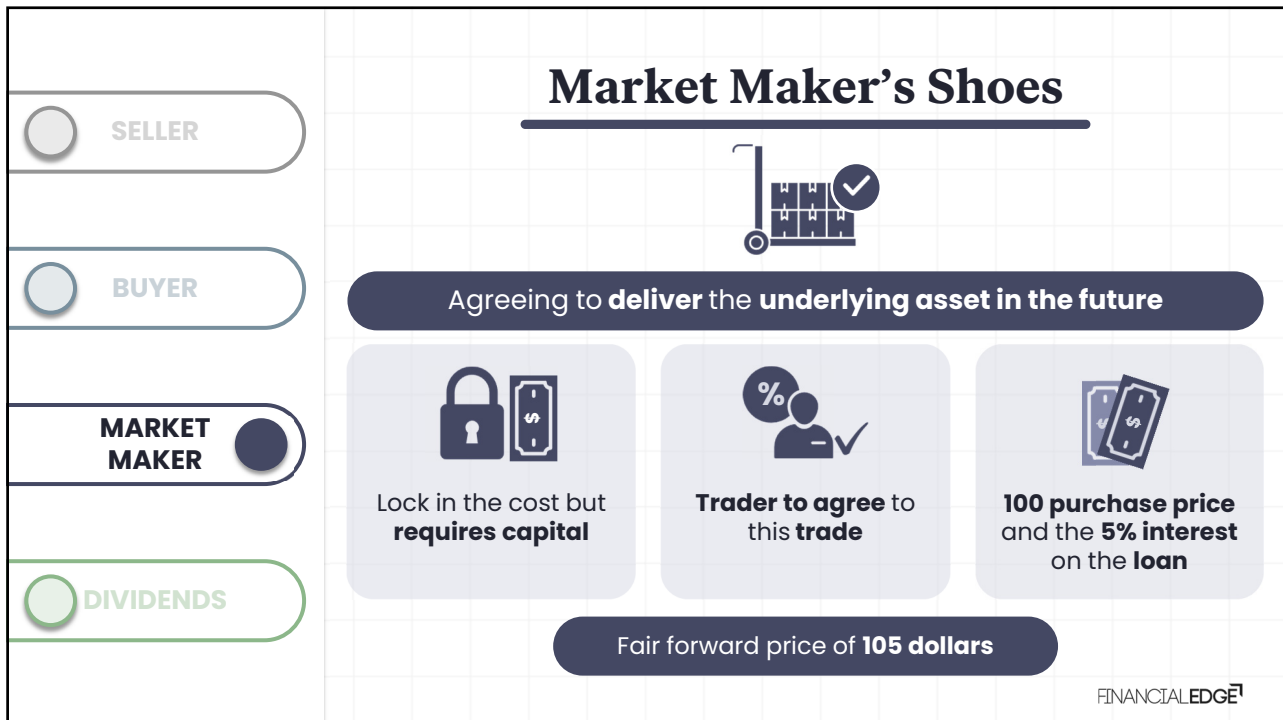 SELLER
BUYER
MARKET
MAKER
DIVIDENDS
Market Maker’s Shoes
Agreeing to deliver the underlying asset in the future
$
Lock in the cost but
requires capital
%
Trader to agree to
this trade
$ $
100 purchase price
and the 5% interest
on the loan
Fair forward price of 105 dollars
FINANCIALEDGE